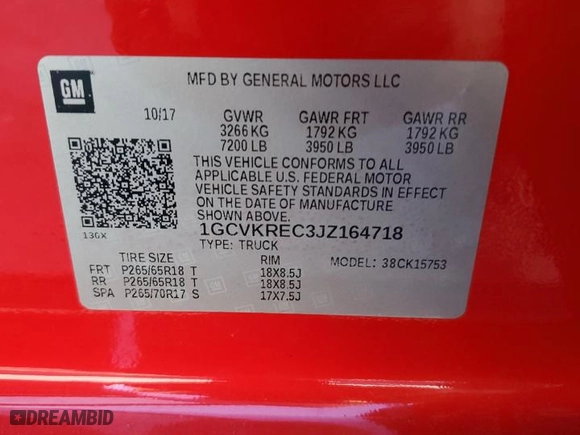 GM
MFD BY GENERAL MOTORS LLC
10/17 GVWR GAWR FRT GAWR RR
3266 KG 1792 KG 1792 KG
7200 LB 3950 LB 3950 LB
THIS VEHICLE CONFORMS TO ALL
APPLICABLE U.S. FEDERAL MOTOR
VEHICLE SAFETY STANDARDS IN EFFECT
ON THE DATE OF MANUFACTURE
SHOWN ABOVE.
136X
1GCVKREC3JZ164718
TYPE: TRUCK
TIRE SIZE RIM MODEL: 38CK15753
FRT P265/65R18 T 18X8.5J
RR P265/65R18 T 18X8.5J
SPA P265/70R17 S 17X7.5J
DREAMBID